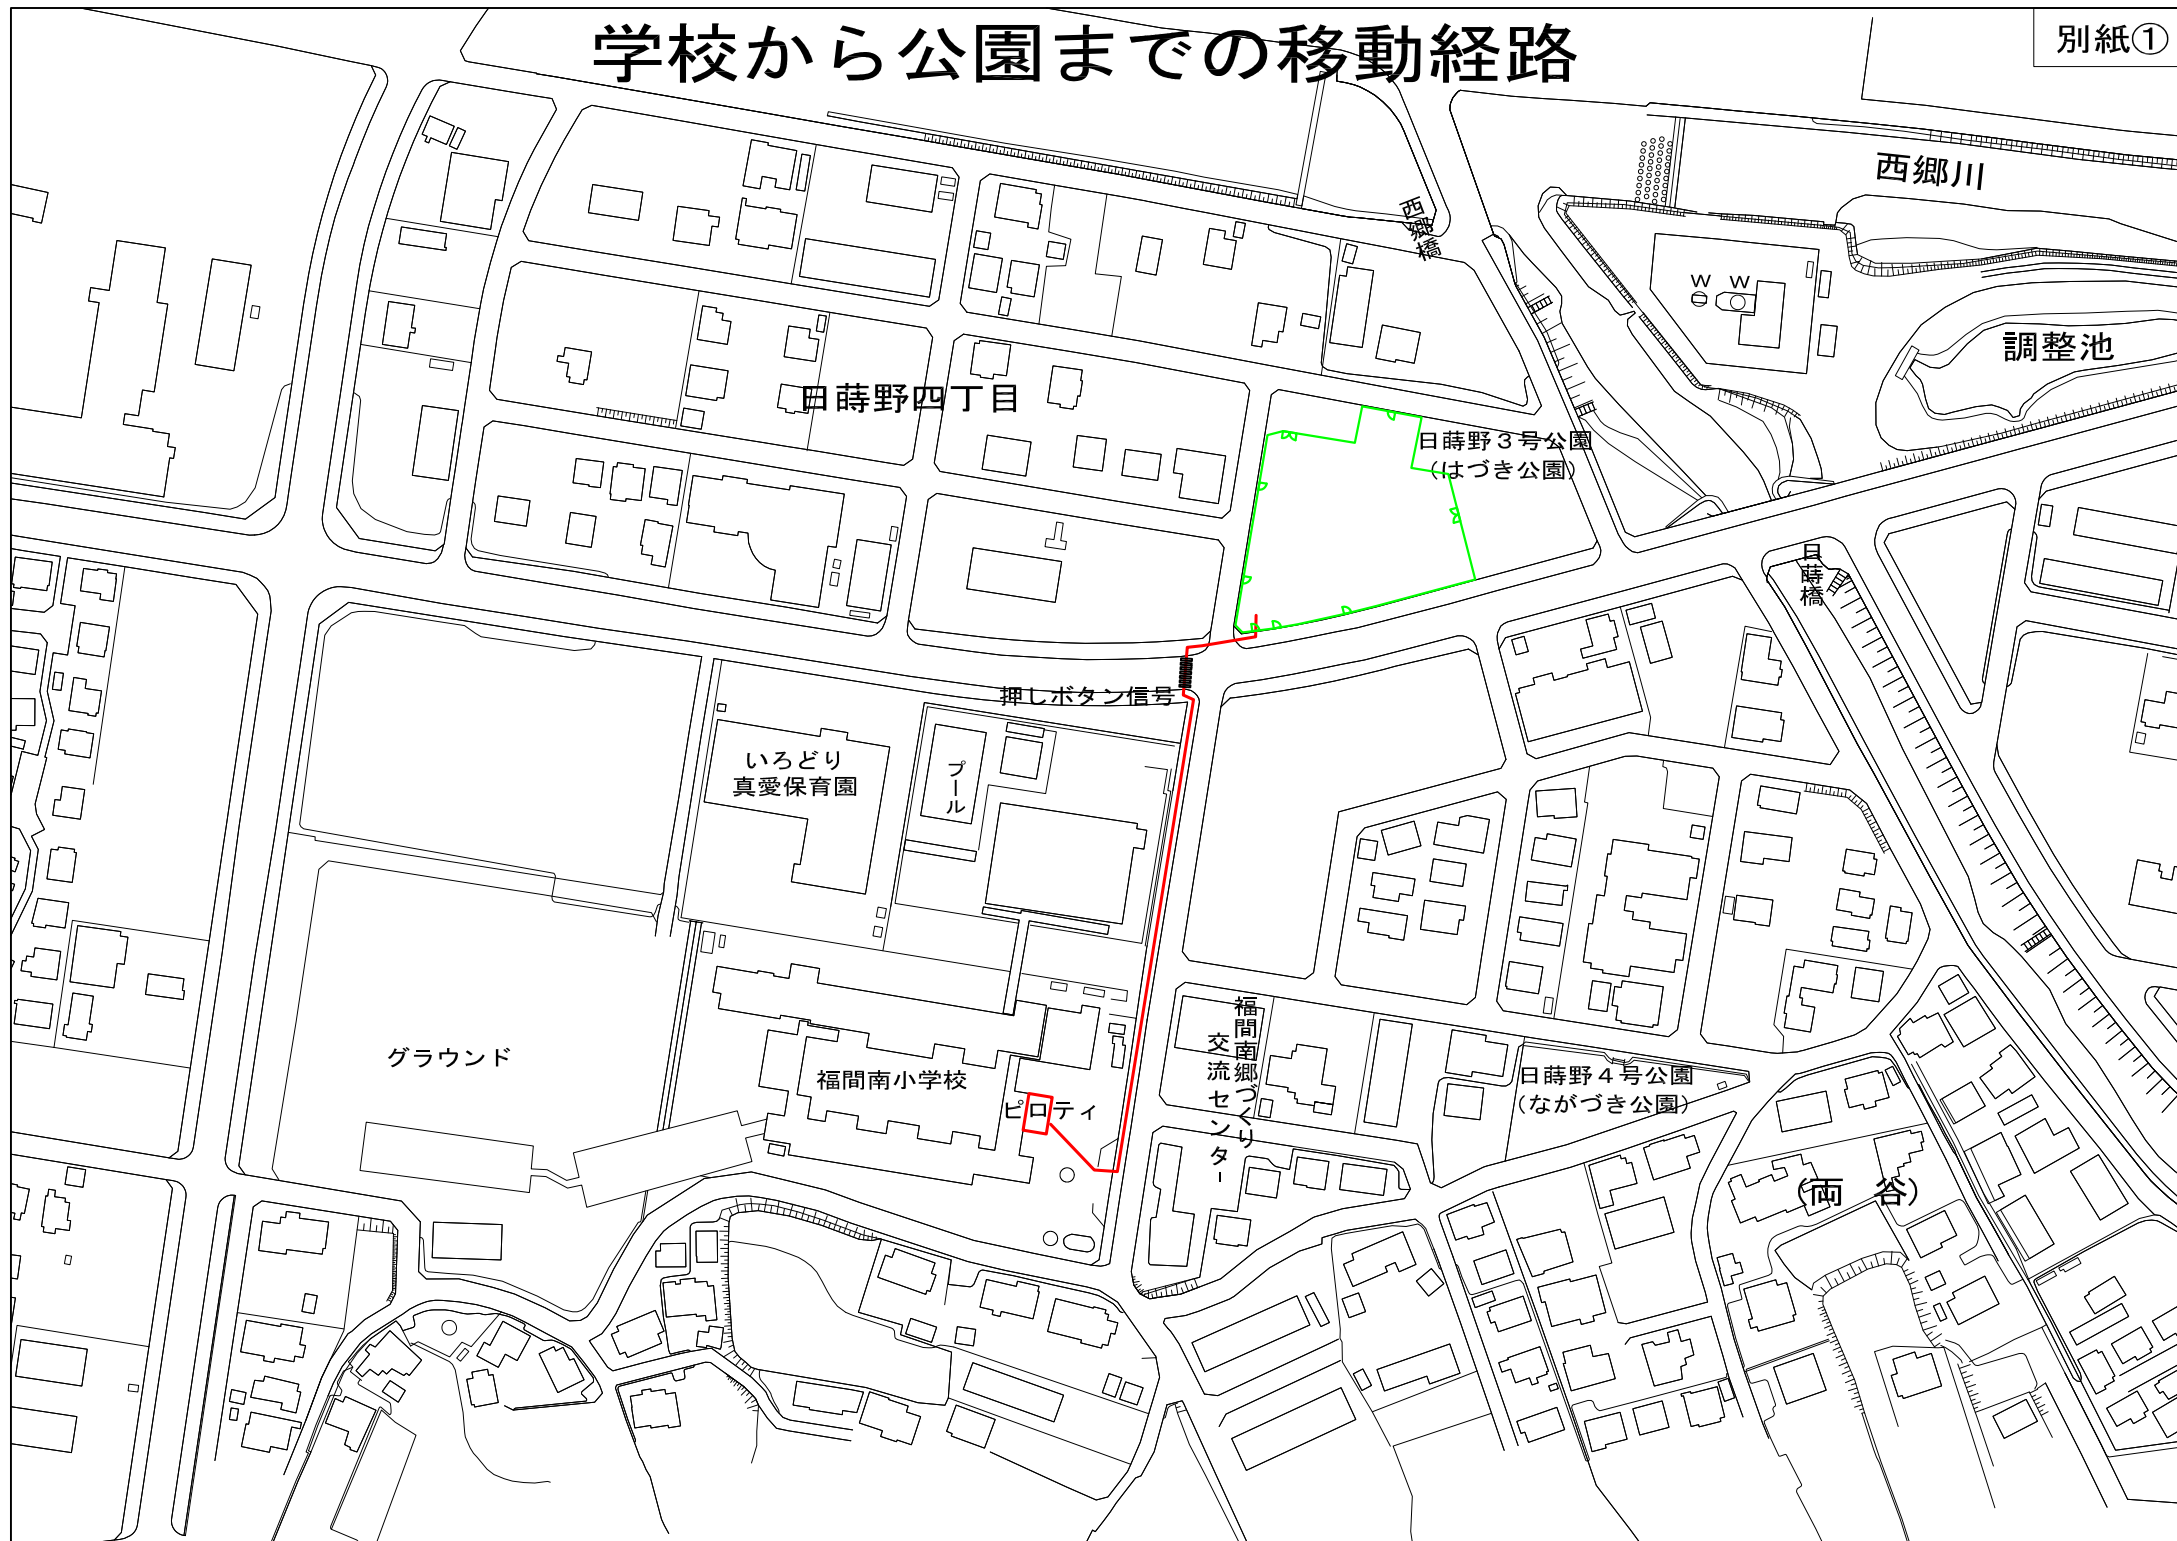 学校から公園までの移動経路
別紙①
西郷川
西郷橋
W W
調整池
日蒔野四丁目
日蒔野３号公園
（はづき公園）
日蒔橋
押しボタン信号
いろどり
真愛保育園
プール
グラウンド
福間南小学校
ピロティ
福間南郷づくり
交流センター
日蒔野４号公園
（ながづき公園）
（両　谷）